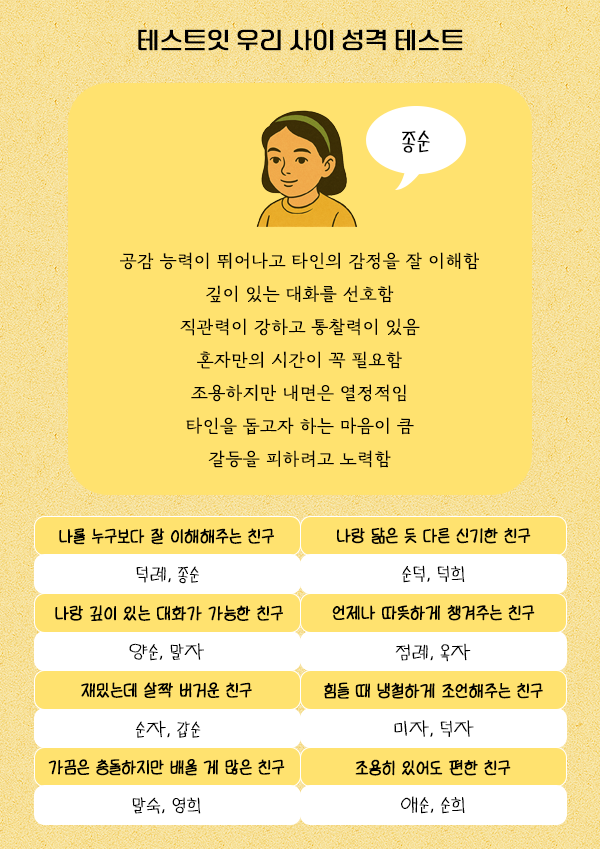 테스트잇 우리 사이 성격 테스트
종순
공감 능력이 뛰어나고 타인의 감정을 잘 이해함
깊이 있는 대화를 선호함
직관력이 강하고 통찰력이 있음
혼자만의 시간이 꼭 필요함
조용하지만 내면은 열정적임
타인을 돕고자 하는 마음이 큼
갈등을 피하려고 노력함
나를 누구보다 잘 이해해주는 친구
덕례, 종순
나랑 닮은 듯 다른 신기한 친구
순덕, 덕희
나랑 깊이 있는 대화가 가능한 친구
양순, 말자
언제나 따뜻하게 챙겨주는 친구
점례, 옥자
재밌는데 살짝 버거운 친구
순자, 갑순
힘들 때 냉철하게 조언해주는 친구
미자, 덕자
가끔은 충돌하지만 배울 게 많은 친구
말숙, 영희
조용히 있어도 편한 친구
애순, 순희